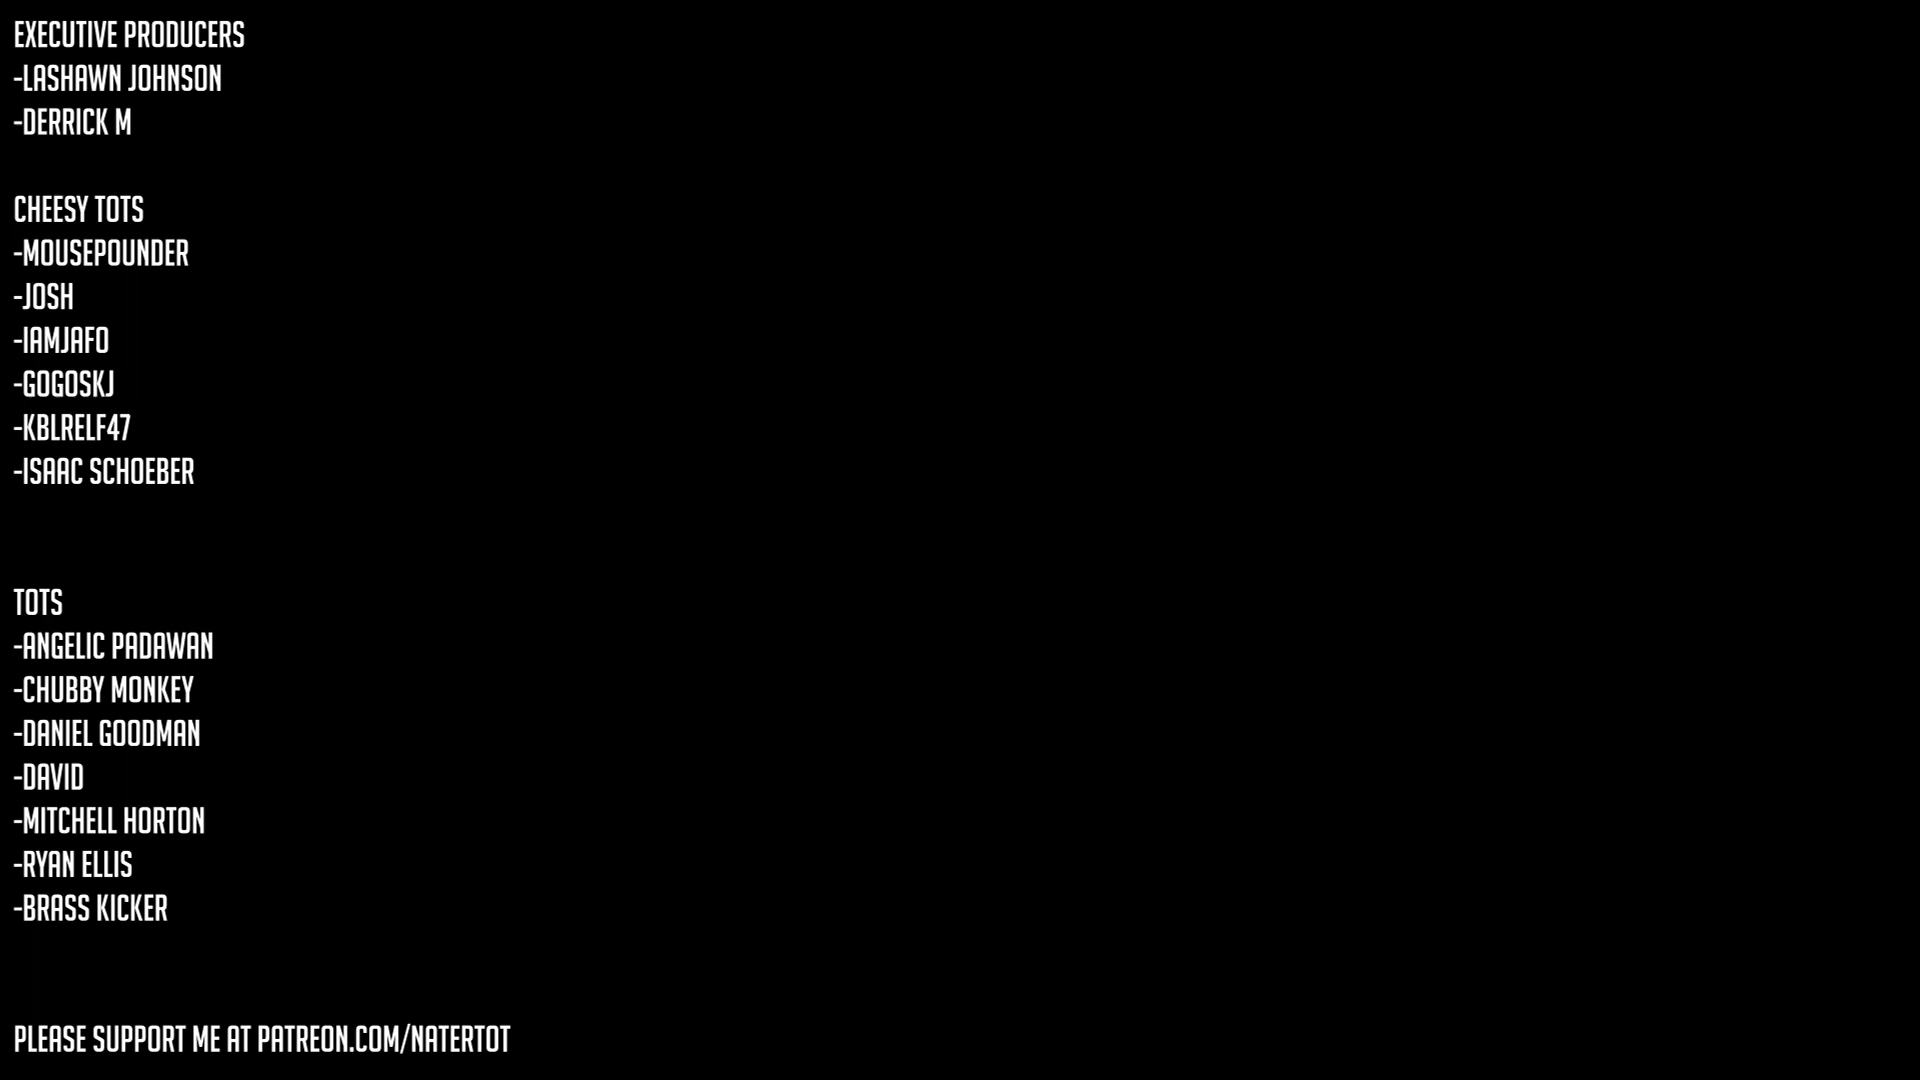 EXECUTIVE PRODUCERS
-LASHAWN JOHNSON
-DERRICK M
CHEESY TOTS
-MOUSEPOUNDER
-JOSH
-IAMJAFO
-GOGOSKJ
-KBLRELF47
-ISAAC SCHOEBER
TOTS
-ANGELIC PADAWAN
-CHUBBY MONKEY
-DANIEL GOODMAN
-DAVID
-MITCHELL HORTON
-RYAN ELLIS
-BRASS KICKER
PLEASE SUPPORT ME AT PATREON.COM/NATERTOT